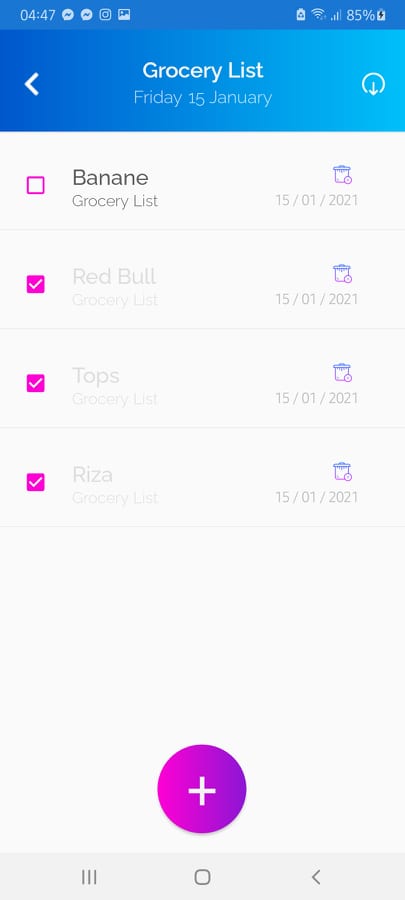 04:47
85%
Grocery List
Friday 15 January
Banane
Grocery List
15 / 01 / 2021
Red Bull
Grocery List
15 / 01 / 2021
Tops
Grocery List
15 / 01 / 2021
Riza
Grocery List
15 / 01 / 2021